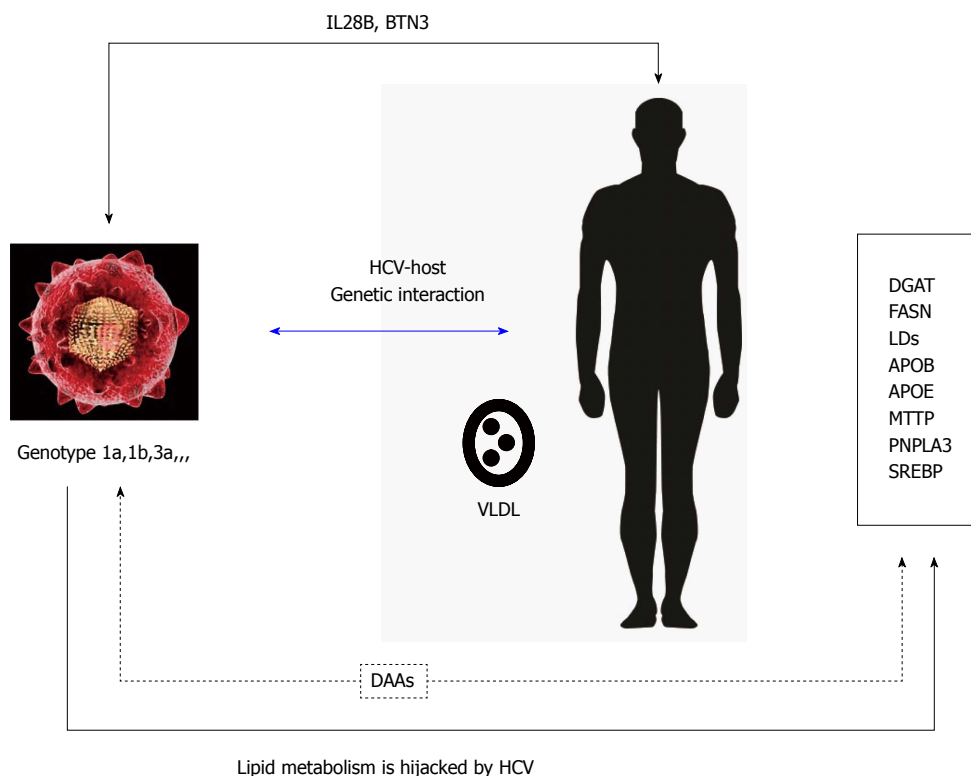 IL28B, BTN3
HCV-host
Genetic interaction
DGAT
FASN
LDs
APOB
APOE
MTTP
PNPLA3
SREBP
Genotype 1a,1b,3a,,,
VLDL
DAAs
Lipid metabolism is hijacked by HCV